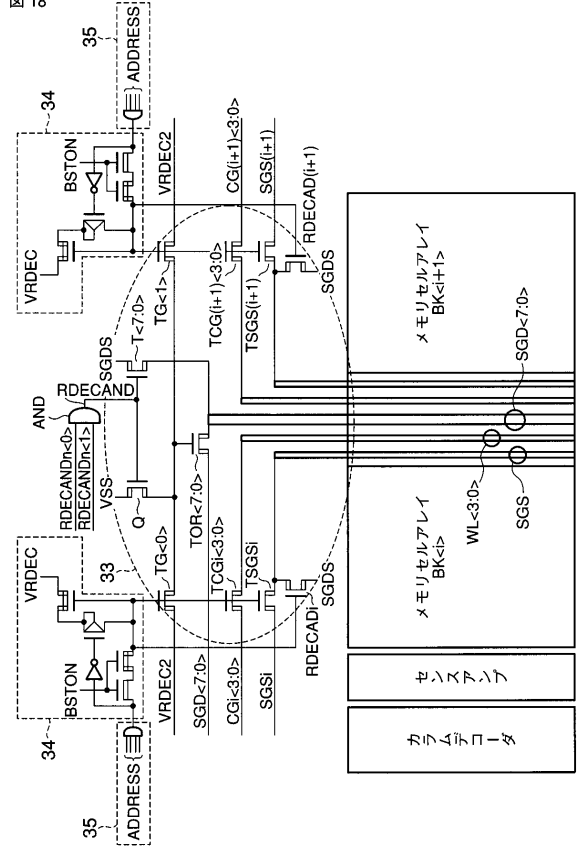 図 18
35
ADDRESS
34
BSTON
VRDEC
VRDEC2
TG<1>
CG(i+1)<3:0>
TCG(i+1)<3:0>
SGS(i+1)
TSGS(i+1)
RDECAD(i+1)
SGDS
SGDS
T<7:0>
RDECAND
AND
RDECANDn<0>
RDECANDn<1>
VSS
Q
TOR<7:0>
33
VRDEC
34
BSTON
35
ADDRESS
VRDEC2
TG<0>
SGD<7:0>
CGi<3:0>
TCGi<3:0>
SGSi
TSGSi
RDECADi
SGDS
メモリセルアレイ
BK<i+1>
SGD<7:0>
WL<3:0>
SGS
メモリセルアレイ
BK<i>
センスアンプ
カラムデコーダ